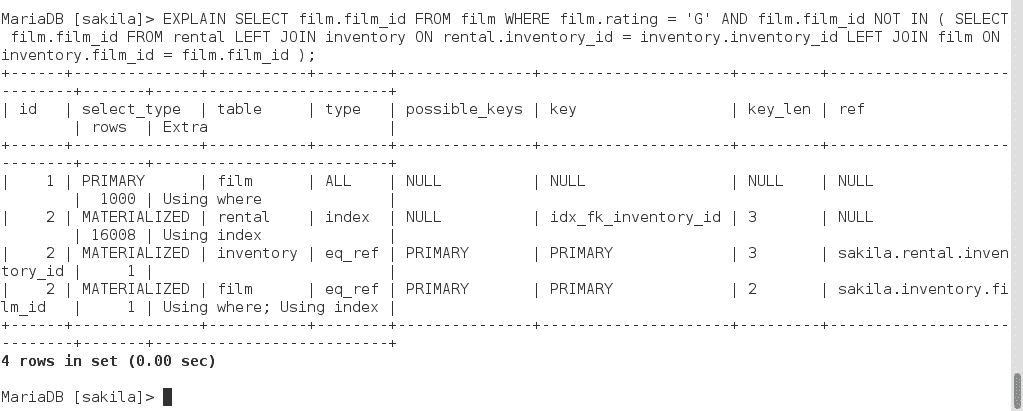 MariaDB [sakila]> EXPLAIN SELECT film.film_id FROM film WHERE film.rating = 'G' AND film.film_id NOT IN ( SELECT
 film.film_id FROM rental LEFT JOIN inventory ON rental.inventory_id = inventory.inventory_id LEFT JOIN film ON 
inventory.film_id = film.film_id );
+------+--------------+-----------+--------+---------------+---------------------+---------+--------------------
--------+-------+--------------------------+
| id   | select_type  | table     | type   | possible_keys | key                 | key_len | ref                
        | rows  | Extra                    |
+------+--------------+-----------+--------+---------------+---------------------+---------+--------------------
--------+-------+--------------------------+
|    1 | PRIMARY      | film      | ALL    | NULL          | NULL                | NULL    | NULL               
        |  1000 | Using where              |
|    2 | MATERIALIZED | rental    | index  | NULL          | idx_fk_inventory_id | 3       | NULL               
        | 16008 | Using index              |
|    2 | MATERIALIZED | inventory | eq_ref | PRIMARY       | PRIMARY             | 3       | sakila.rental.inven
tory_id |     1 |                          |
|    2 | MATERIALIZED | film      | eq_ref | PRIMARY       | PRIMARY             | 2       | sakila.inventory.fi
lm_id   |     1 | Using where; Using index |
+------+--------------+-----------+--------+---------------+---------------------+---------+--------------------
--------+-------+--------------------------+
4 rows in set (0.00 sec)
MariaDB [sakila]>